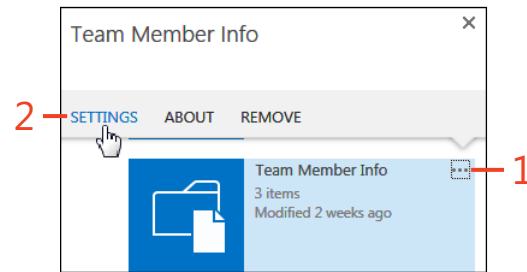 Team Member Info
2
SETTINGS ABOUT REMOVE
Team Member Info
1
3 items
Modified 2 weeks ago